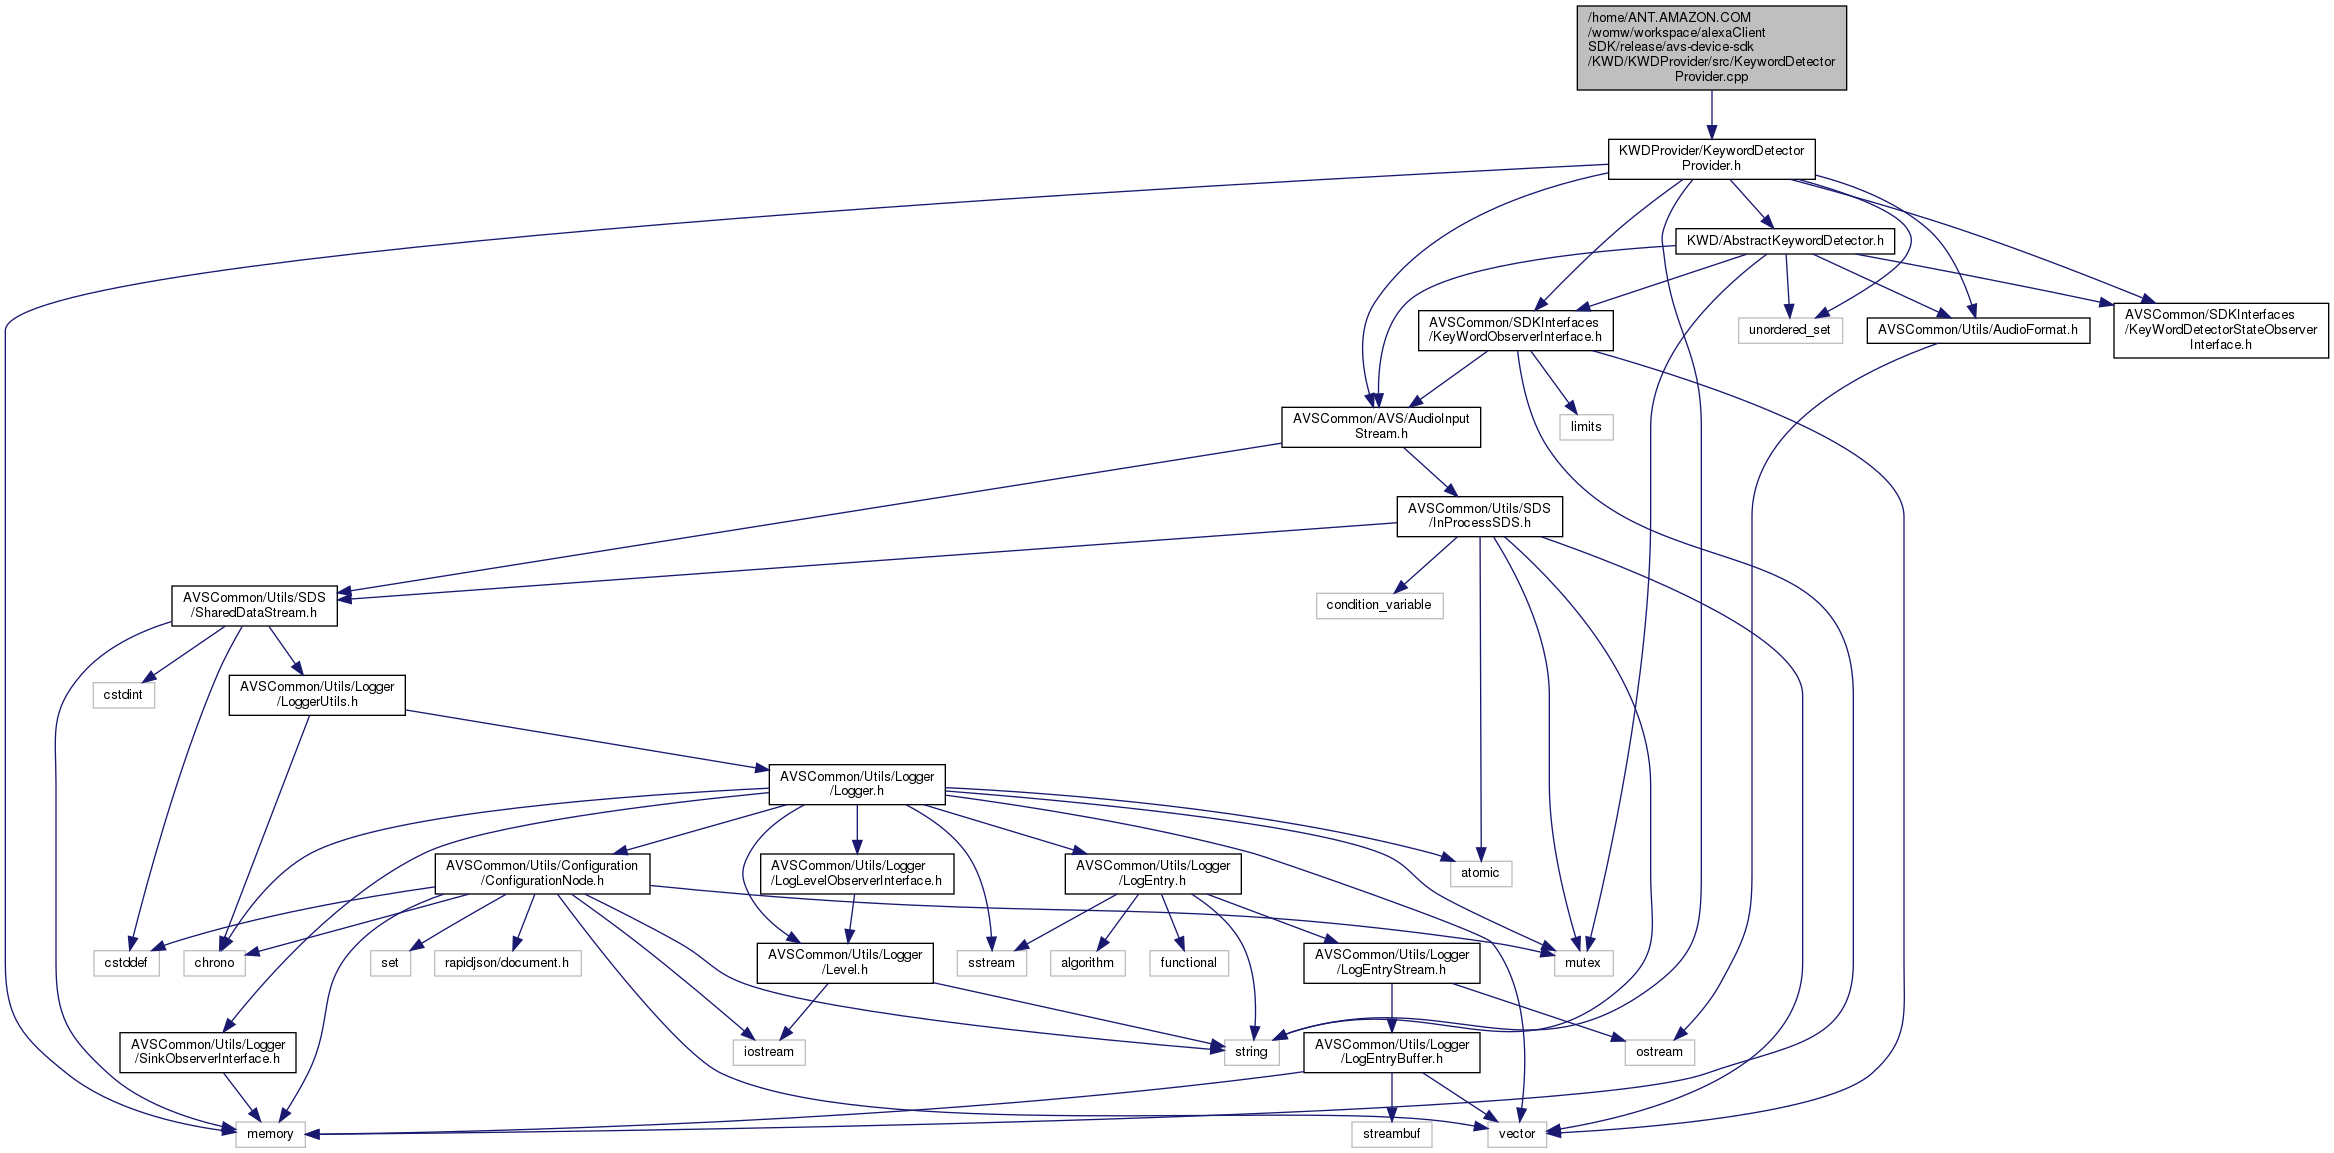 /home/ANT.AMAZON.COM
/womw/workspace/alexaClient
SDK/release/avs-device-sdk
/KWD/KWDProvider/src/KeywordDetector
Provider.cpp
KWDProvider/KeywordDetector
Provider.h
KWD/AbstractKeywordDetector.h
AVSCommon/SDKInterfaces
/KeyWordObserverInterface.h
unordered_set
AVSCommon/Utils/AudioFormat.h
AVSCommon/SDKInterfaces
/KeyWordDetectorStateObserver
Interface.h
AVSCommon/AVS/AudioInput
Stream.h
limits
AVSCommon/Utils/SDS
/InProcessSDS.h
AVSCommon/Utils/SDS
/SharedDataStream.h
condition_variable
cstdint
AVSCommon/Utils/Logger
/LoggerUtils.h
AVSCommon/Utils/Logger
/Logger.h
AVSCommon/Utils/Configuration
/ConfigurationNode.h
AVSCommon/Utils/Logger
/LogLevelObserverInterface.h
AVSCommon/Utils/Logger
/LogEntry.h
atomic
cstddef
chrono
set
rapidjson/document.h
AVSCommon/Utils/Logger
/Level.h
sstream
algorithm
functional
AVSCommon/Utils/Logger
/LogEntryStream.h
mutex
AVSCommon/Utils/Logger
/SinkObserverInterface.h
iostream
string
AVSCommon/Utils/Logger
/LogEntryBuffer.h
ostream
memory
streambuf
vector